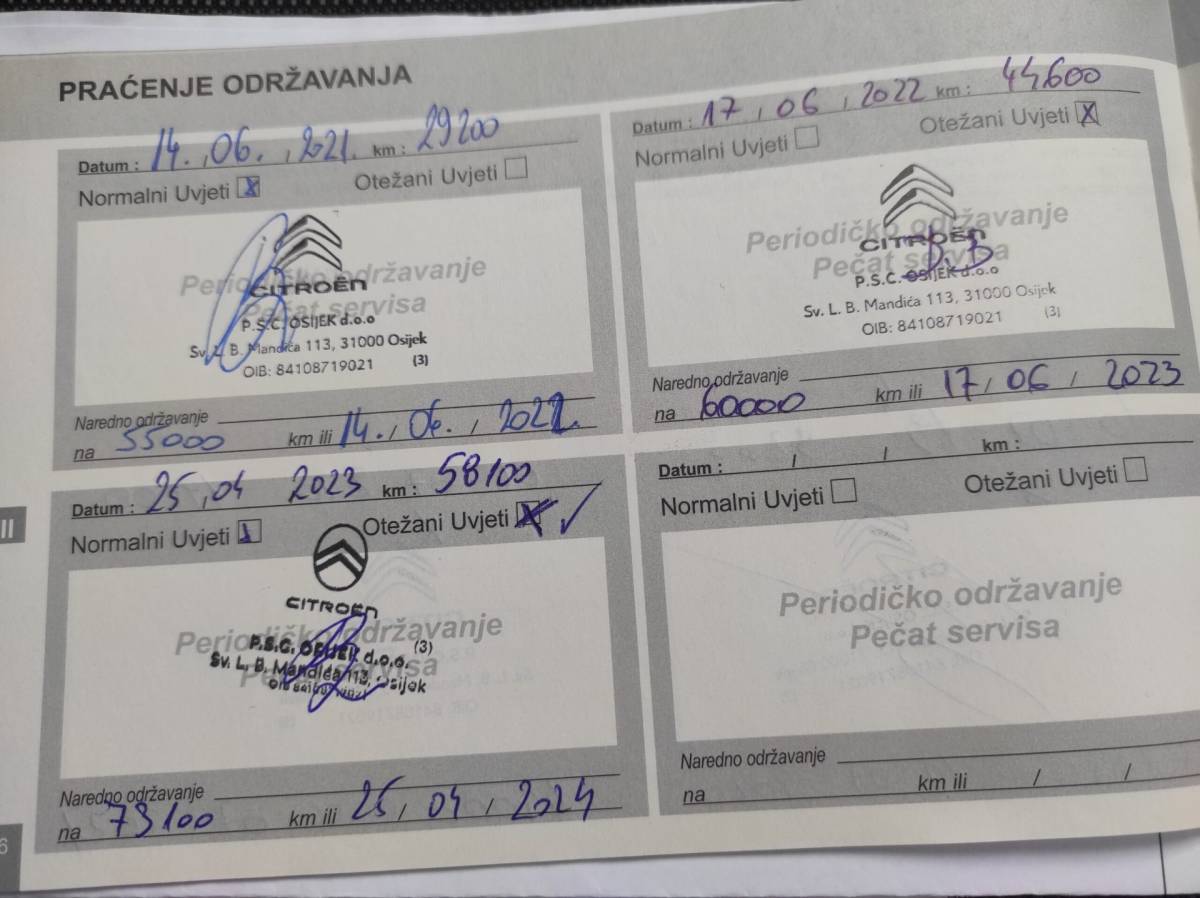 PRAĆENJE ODRŽAVANJA
Datum : 14. , 06. , 2021. km : 29200
Normalni Uvjeti X Otežani Uvjeti
Periodičko održavanje
Pečat servisa
CITROËN
P.S.C. OSIJEK d.o.o
Sv. L. B. Mandića 113, 31000 Osijek
OIB: 84108719021 (3)
Naredno održavanje
na 55000 km ili 14. , 06. , 2022.
Datum : 17 , 06 , 2022 km : 44600
Normalni Uvjeti Otežani Uvjeti X
Periodičko održavanje
Pečat servisa
CITROËN
P.S.C. OSIJEK d.o.o
Sv. L. B. Mandića 113, 31000 Osijek
OIB: 84108719021 (3)
Naredno održavanje
na 60000 km ili 17 , 06 , 2023
II
Datum : 25 , 04 2023 km : 58100
Normalni Uvjeti Otežani Uvjeti X
Periodičko održavanje
Pečat servisa
CITROËN
P.S.C. OSIJEK d.o.o. (3)
Sv. L. B. Mandića 113, Osijek
OIB
Naredno održavanje
na 73100 km ili 25 , 04 , 2024
Datum : / / km :
Normalni Uvjeti Otežani Uvjeti
Periodičko održavanje
Pečat servisa
Naredno održavanje
na km ili / /
6